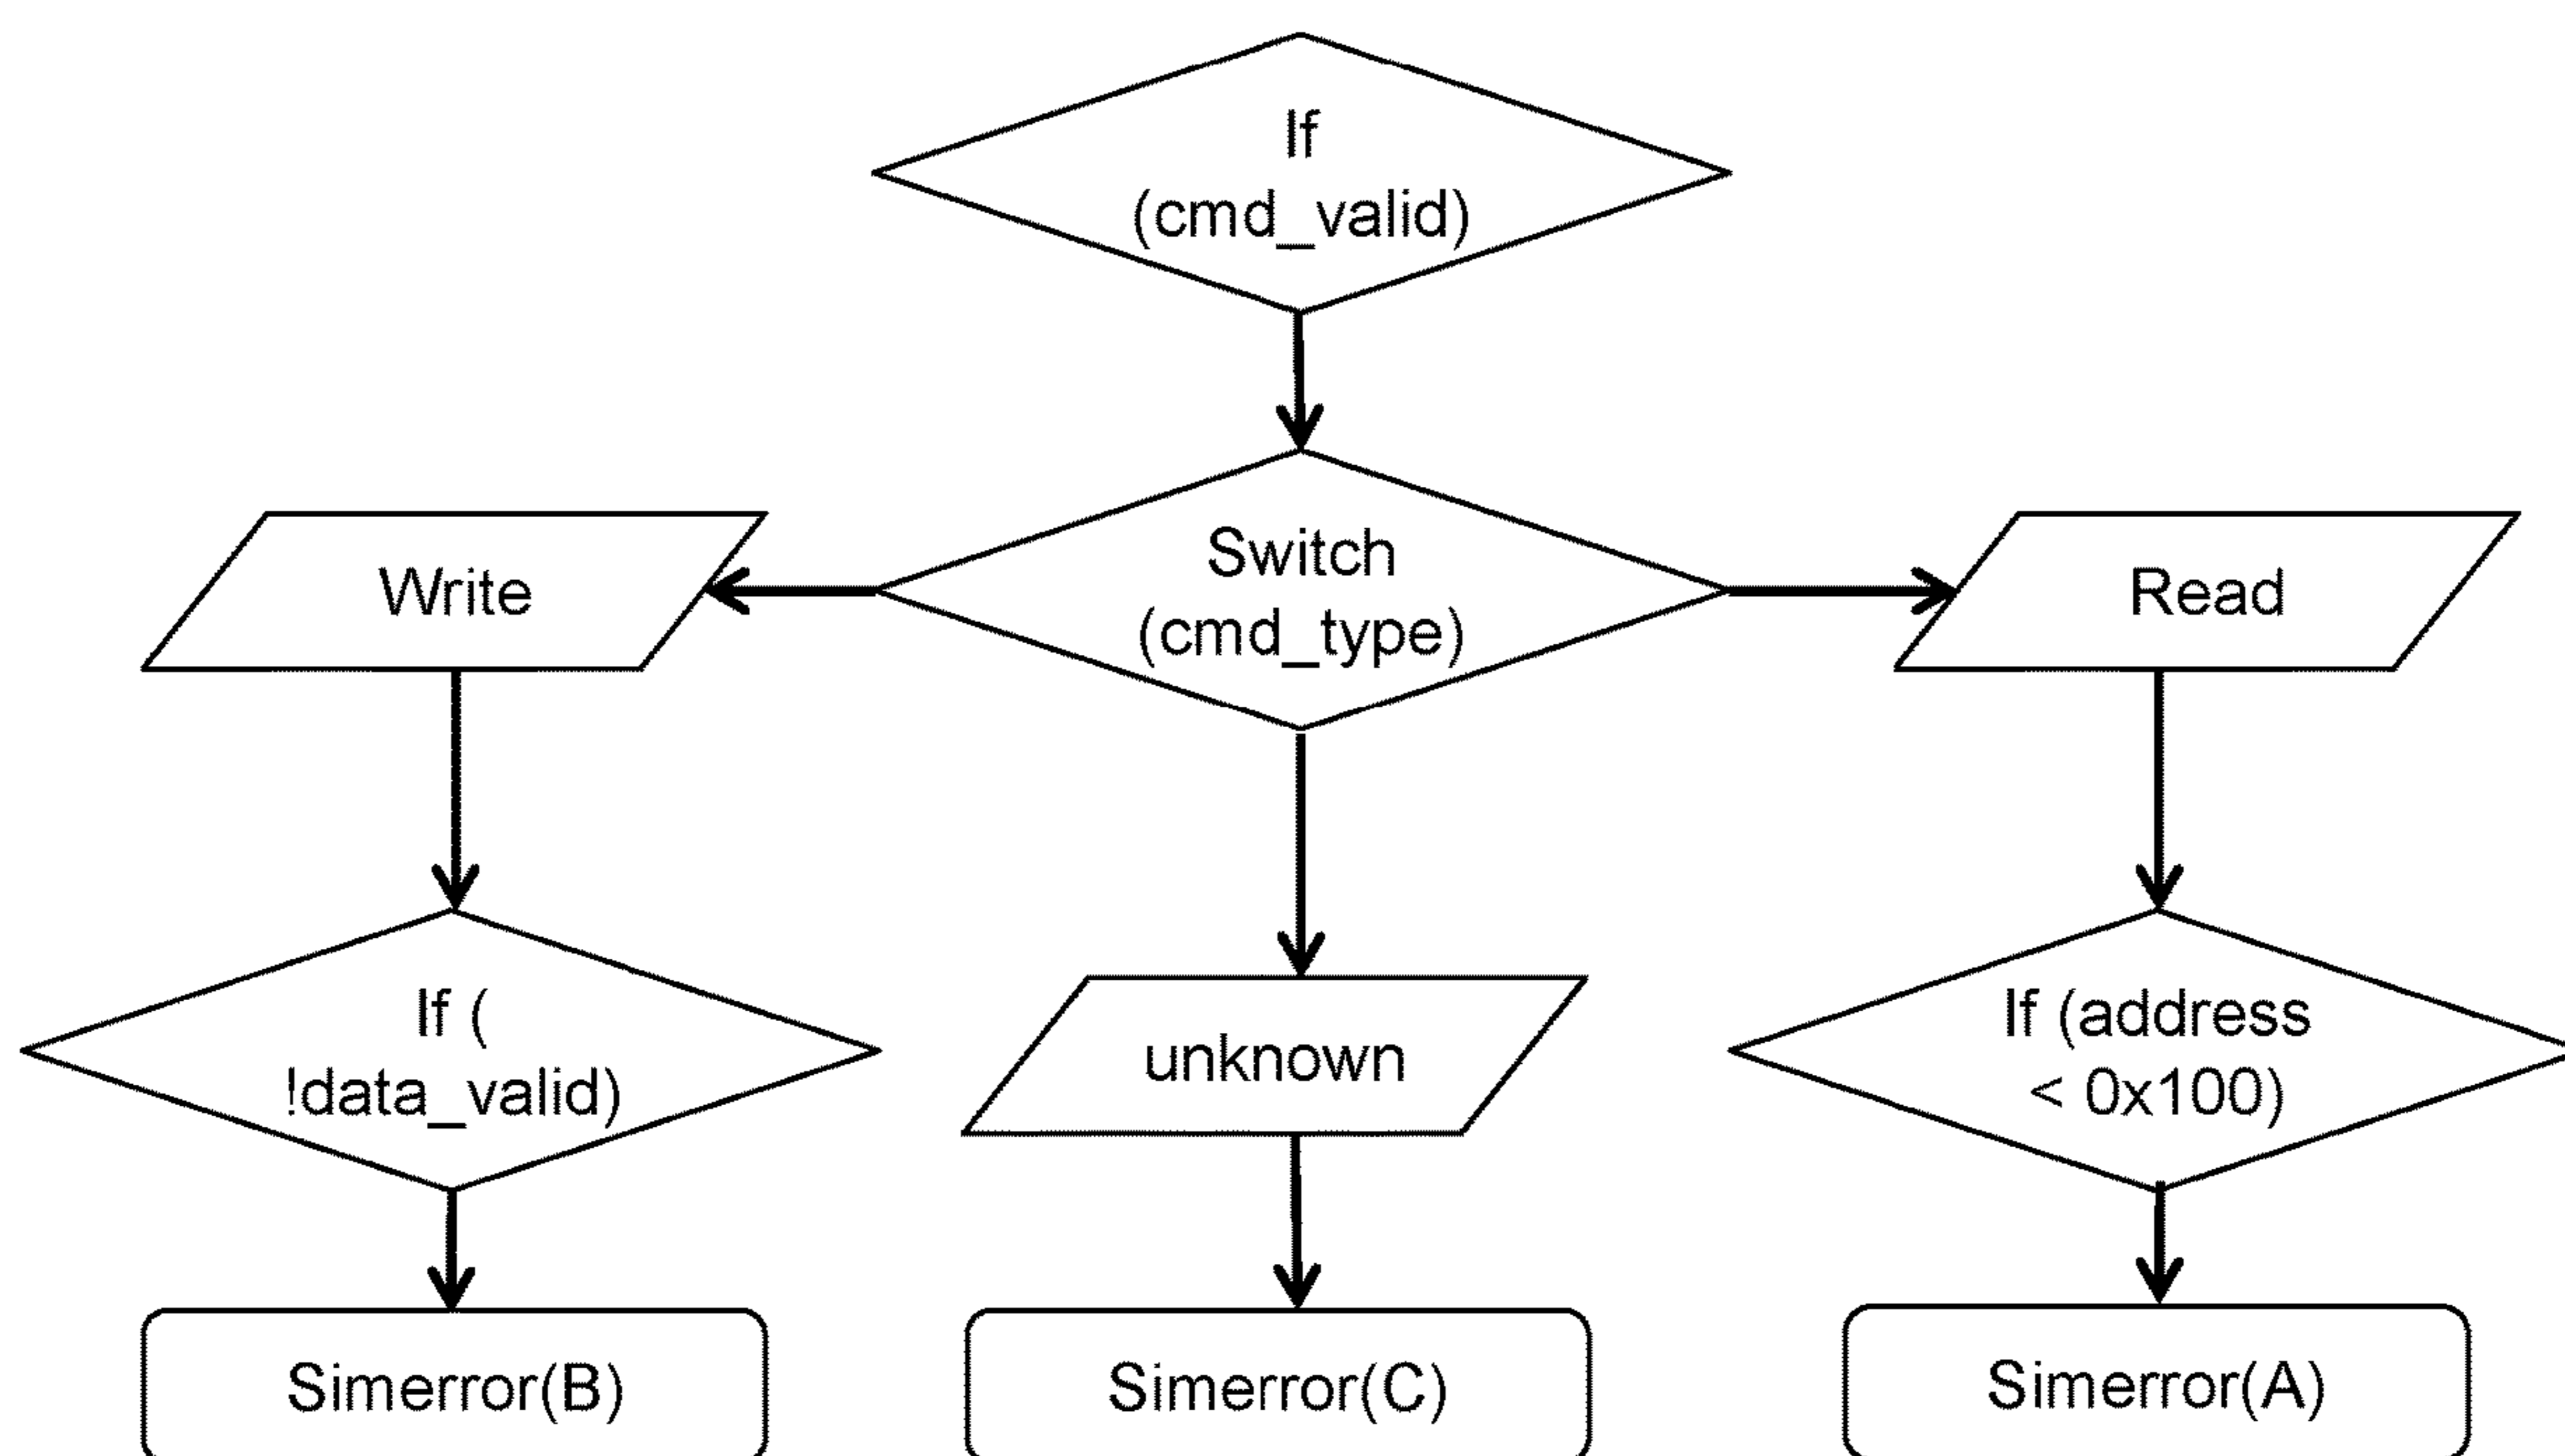 If
(cmd_valid)
Write
Switch
(cmd_type)
Read
If (
!data_valid)
unknown
If (address
< 0x100)
Simerror(B)
Simerror(C)
Simerror(A)